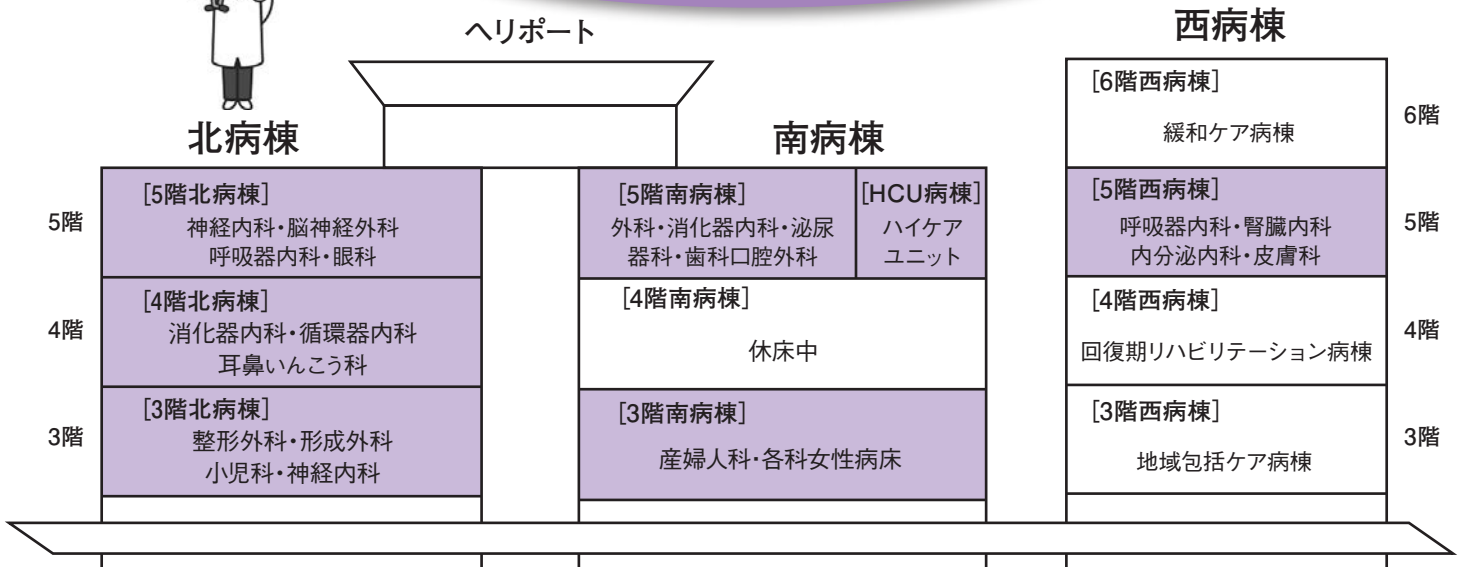 ヘリポート
北病棟
5階
[5階北病棟]
神経内科・脳神経外科
呼吸器内科・眼科
4階
[4階北病棟]
消化器内科・循環器内科
耳鼻いんこう科
3階
[3階北病棟]
整形外科・形成外科
小児科・神経内科
南病棟
[5階南病棟]
外科・消化器内科・泌尿
器科・歯科口腔外科
[HCU病棟]
ハイケア
ユニット
[4階南病棟]
休床中
[3階南病棟]
産婦人科・各科女性病床
西病棟
[6階西病棟]
緩和ケア病棟
6階
[5階西病棟]
呼吸器内科・腎臓内科
内分泌内科・皮膚科
5階
[4階西病棟]
回復期リハビリテーション病棟
4階
[3階西病棟]
地域包括ケア病棟
3階